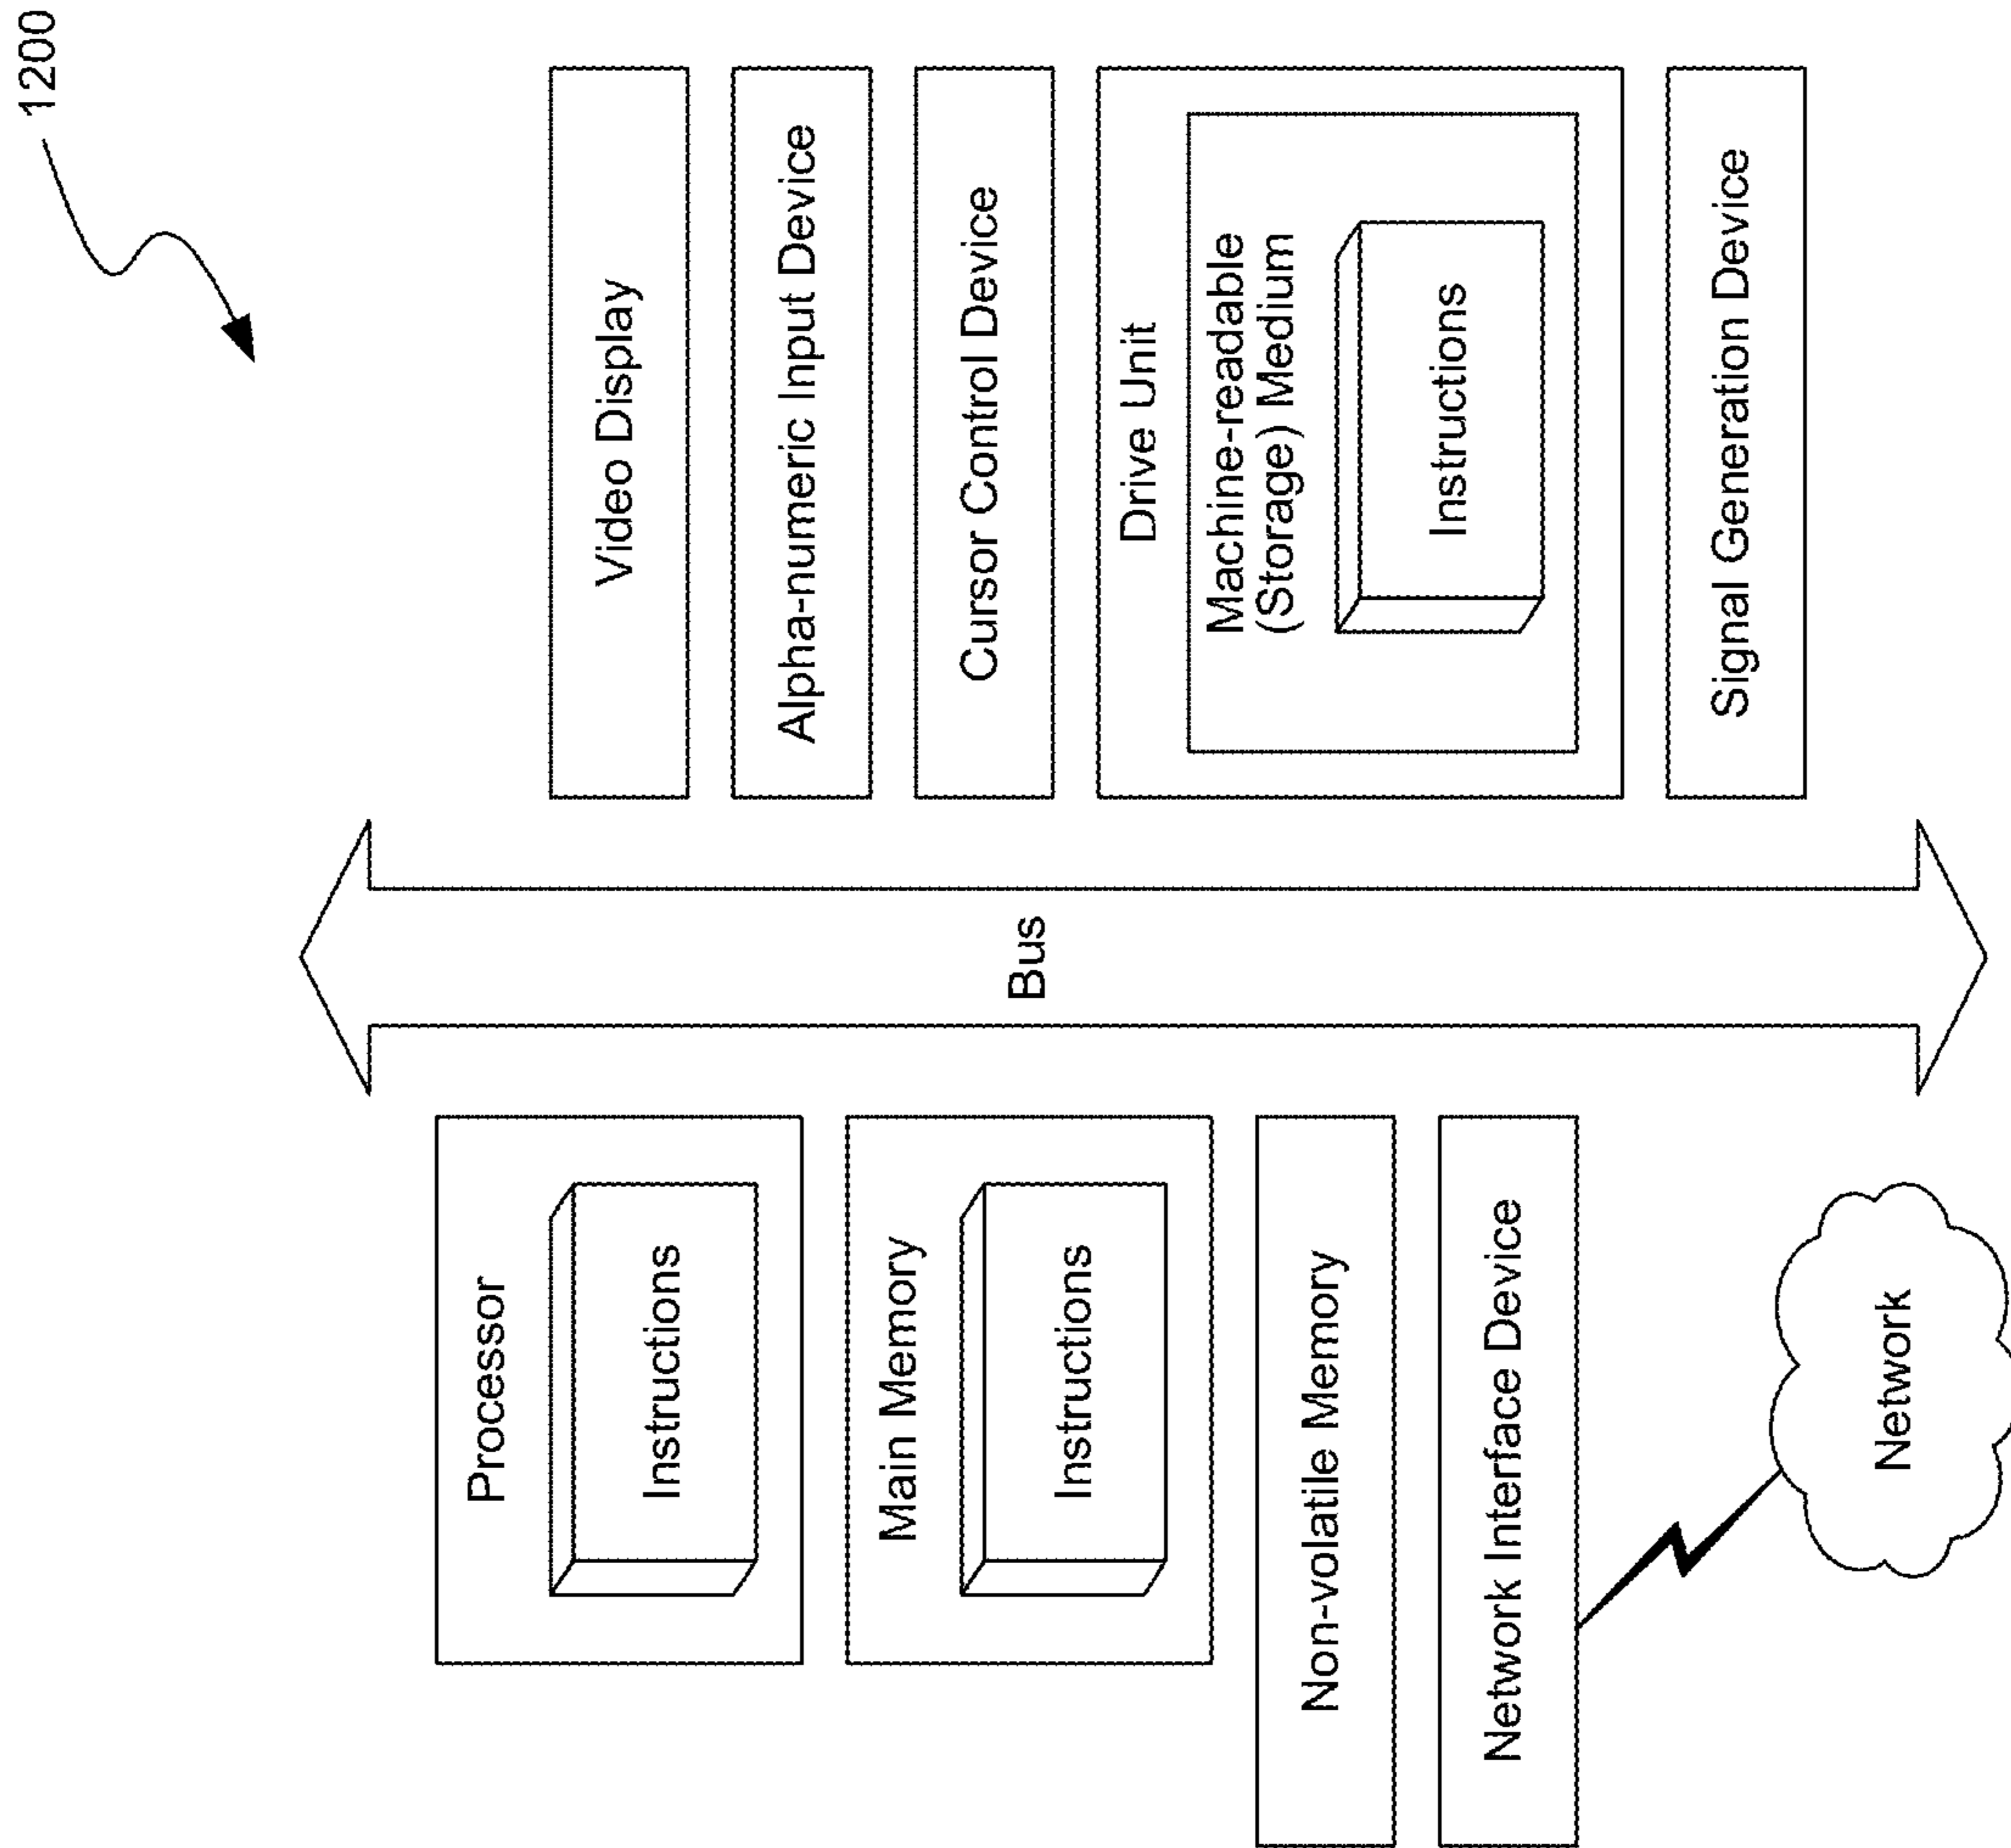 1200
Processor
Instructions
Main Memory
Instructions
Non-volatile Memory
Network Interface Device
Network
Bus
Video Display
Alpha-numeric Input Device
Cursor Control Device
Drive Unit
Machine-readable
(Storage) Medium
Instructions
Signal Generation Device